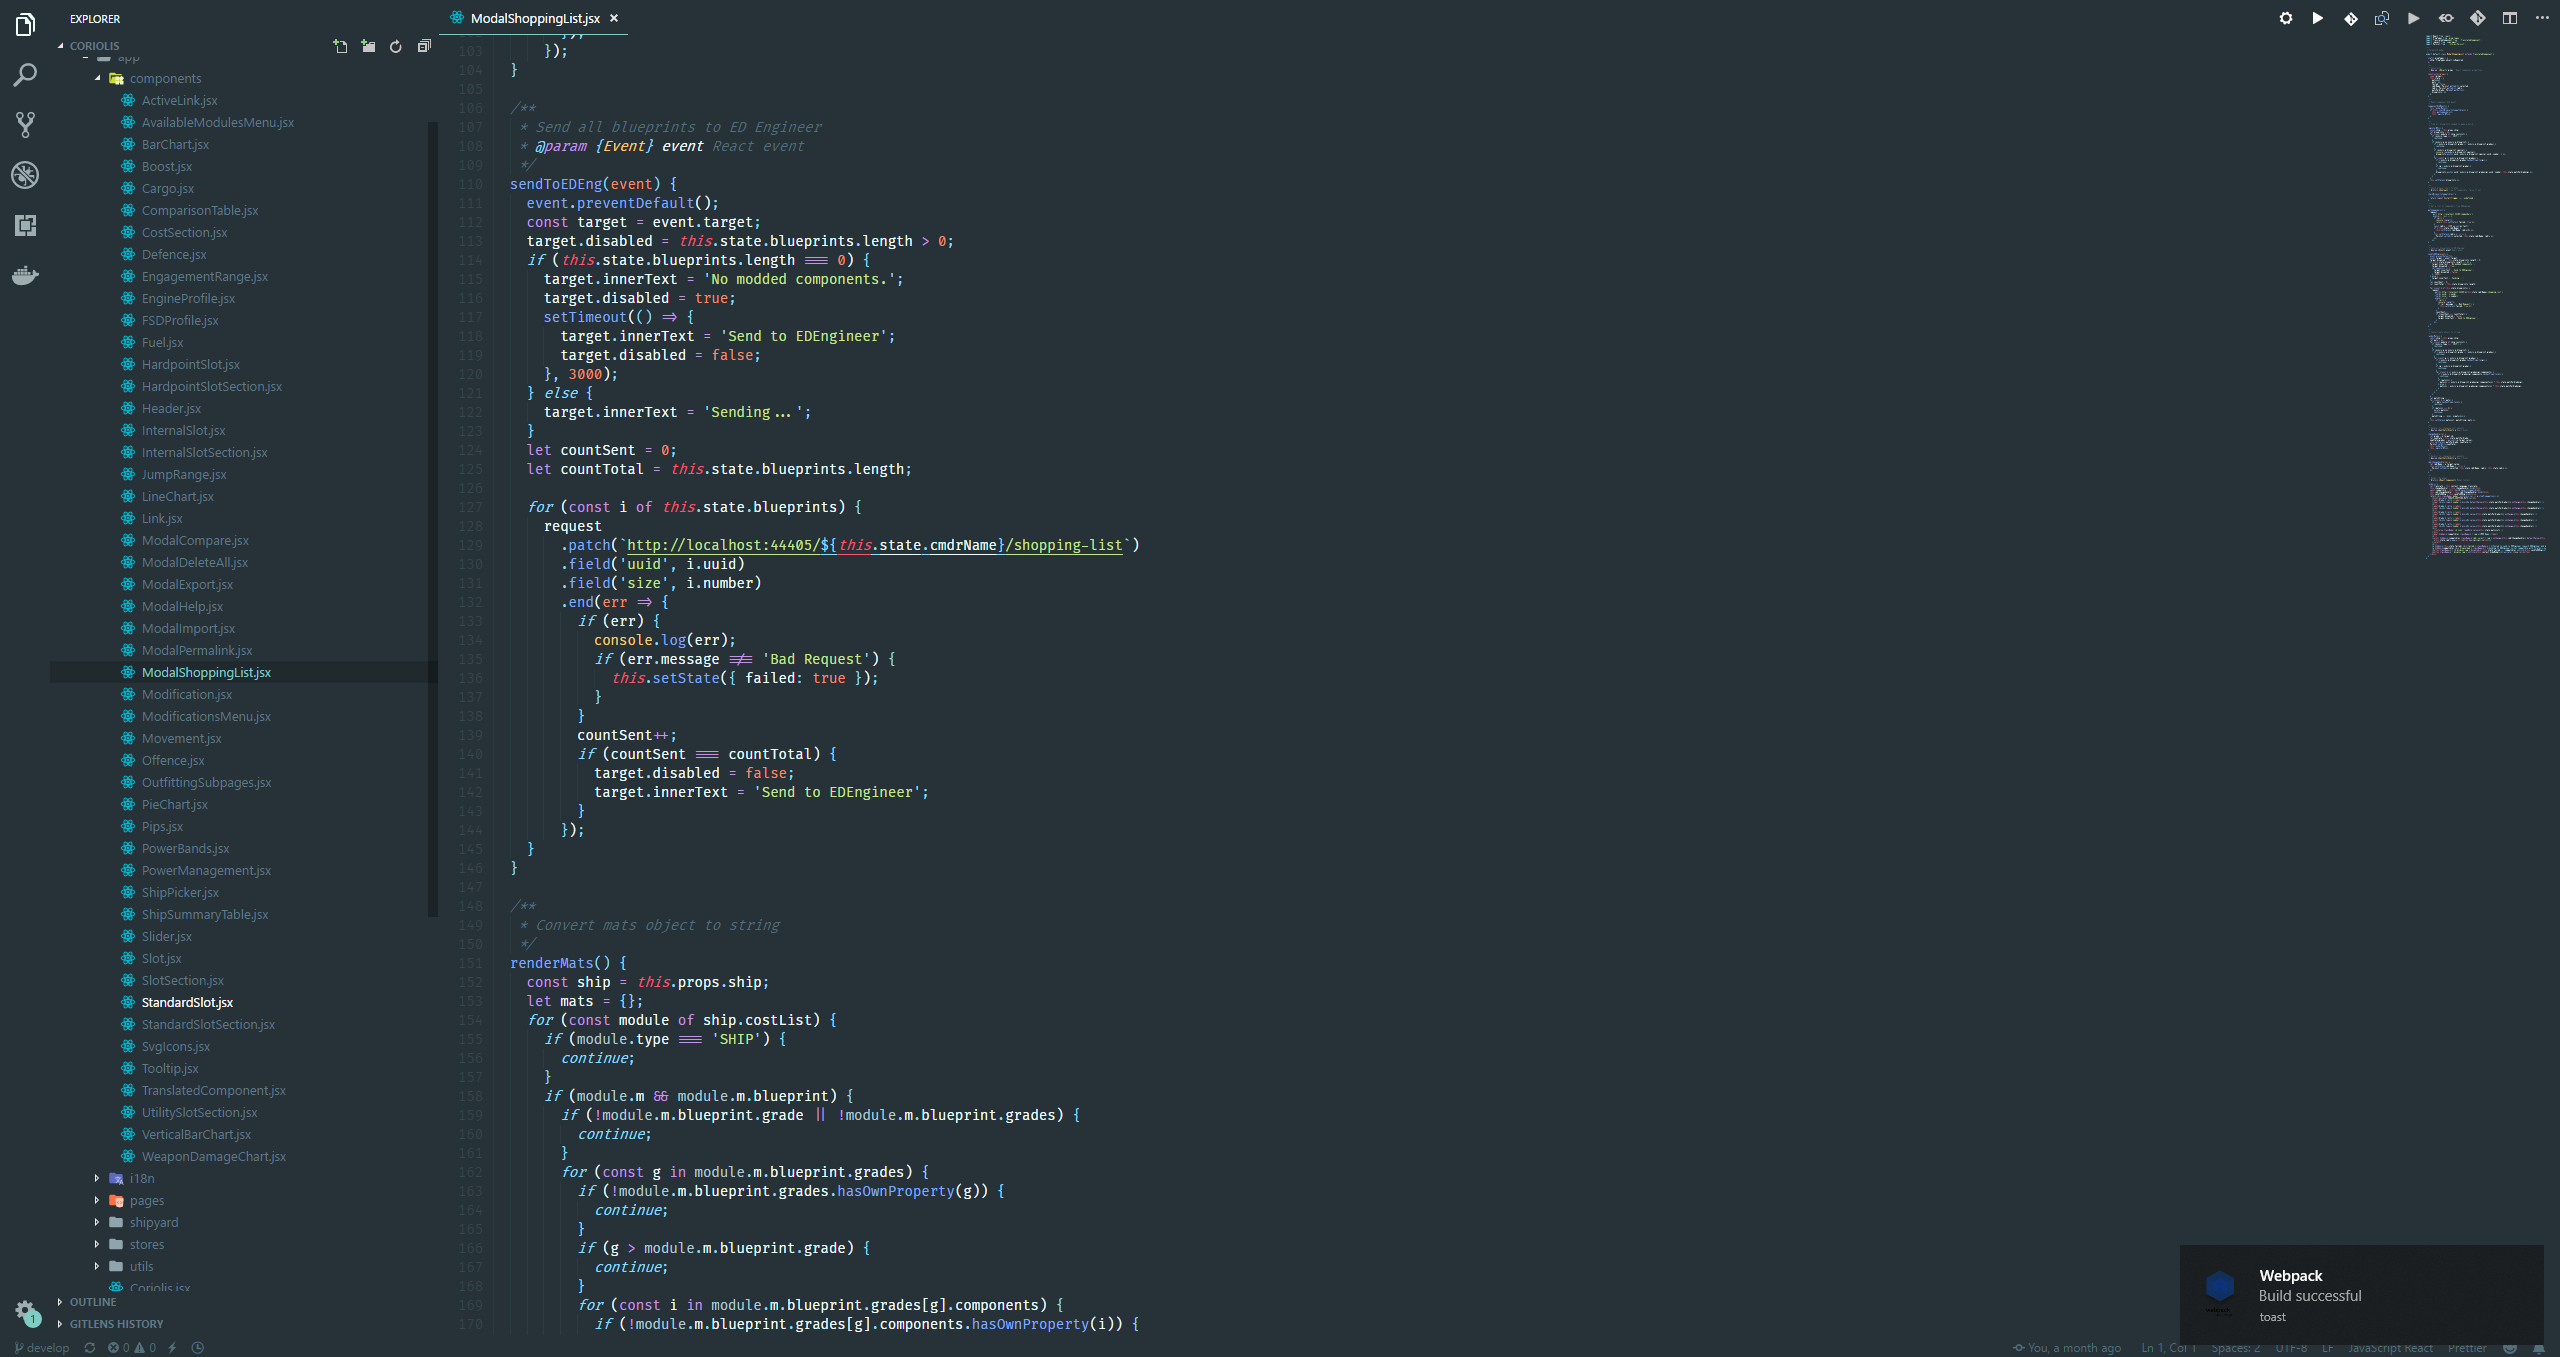 EXPLORER
CORIOLIS
app
components
ActiveLink.jsx
AvailableModulesMenu.jsx
BarChart.jsx
Boost.jsx
Cargo.jsx
ComparisonTable.jsx
CostSection.jsx
Defence.jsx
EngagementRange.jsx
EngineProfile.jsx
FSDProfile.jsx
Fuel.jsx
HardpointSlot.jsx
HardpointSlotSection.jsx
Header.jsx
InternalSlot.jsx
InternalSlotSection.jsx
JumpRange.jsx
LineChart.jsx
Link.jsx
ModalCompare.jsx
ModalDeleteAll.jsx
ModalExport.jsx
ModalHelp.jsx
ModalImport.jsx
ModalPermalink.jsx
ModalShoppingList.jsx
Modification.jsx
ModificationsMenu.jsx
Movement.jsx
Offence.jsx
OutfittingSubpages.jsx
PieChart.jsx
Pips.jsx
PowerBands.jsx
PowerManagement.jsx
ShipPicker.jsx
ShipSummaryTable.jsx
Slider.jsx
Slot.jsx
SlotSection.jsx
StandardSlot.jsx
StandardSlotSection.jsx
SvgIcons.jsx
Tooltip.jsx
TranslatedComponent.jsx
UtilitySlotSection.jsx
VerticalBarChart.jsx
WeaponDamageChart.jsx
i18n
pages
shipyard
stores
utils
Coriolis.jsx
OUTLINE
GITLENS HISTORY
1
ModalShoppingList.jsx ×
103 });
104 }
105
106 /**
107 * Send all blueprints to ED Engineer
108 * @param {Event} event React event
109 */
110 sendToEDEng(event) {
111 event.preventDefault();
112 const target = event.target;
113 target.disabled = this.state.blueprints.length > 0;
114 if (this.state.blueprints.length === 0) {
115 target.innerText = 'No modded components.';
116 target.disabled = true;
117 setTimeout(() => {
118 target.innerText = 'Send to EDEngineer';
119 target.disabled = false;
120 }, 3000);
121 } else {
122 target.innerText = 'Sending...';
123 }
124 let countSent = 0;
125 let countTotal = this.state.blueprints.length;
126
127 for (const i of this.state.blueprints) {
128 request
129 .patch(`http://localhost:44405/${this.state.cmdrName}/shopping-list`)
130 .field('uuid', i.uuid)
131 .field('size', i.number)
132 .end(err => {
133 if (err) {
134 console.log(err);
135 if (err.message !== 'Bad Request') {
136 this.setState({ failed: true });
137 }
138 }
139 countSent++;
140 if (countSent === countTotal) {
141 target.disabled = false;
142 target.innerText = 'Send to EDEngineer';
143 }
144 });
145 }
146 }
147
148 /**
149 * Convert mats object to string
150 */
151 renderMats() {
152 const ship = this.props.ship;
153 let mats = {};
154 for (const module of ship.costList) {
155 if (module.type === 'SHIP') {
156 continue;
157 }
158 if (module.m && module.m.blueprint) {
159 if (!module.m.blueprint.grade || !module.m.blueprint.grades) {
160 continue;
161 }
162 for (const g in module.m.blueprint.grades) {
163 if (!module.m.blueprint.grades.hasOwnProperty(g)) {
164 continue;
165 }
166 if (g > module.m.blueprint.grade) {
167 continue;
168 }
169 for (const i in module.m.blueprint.grades[g].components) {
170 if (!module.m.blueprint.grades[g].components.hasOwnProperty(i)) {
Webpack
Build successful
toast
develop 0 0 You, a month ago Ln 1, Col 1 Spaces: 2 UTF-8 LF JavaScript React Prettier